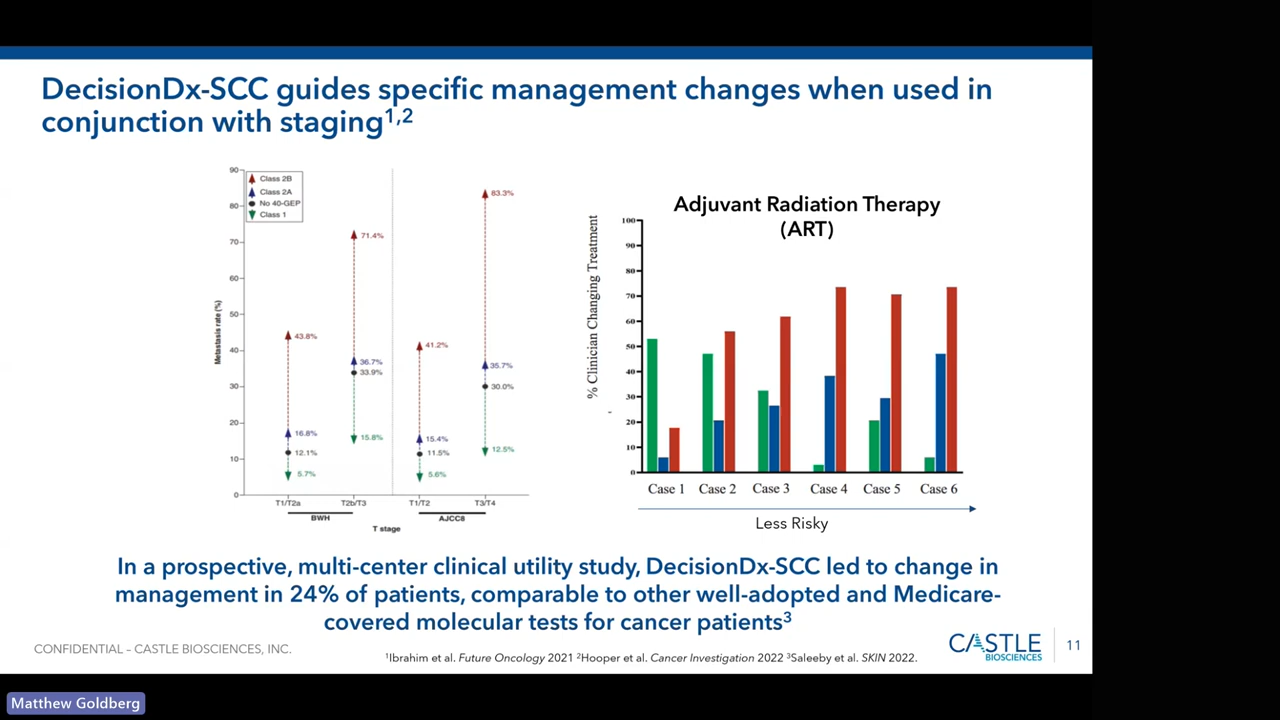 DecisionDx-SCC guides specific management changes when used in
conjunction with staging1,2
90
80
70
60
50
40
30
20
10
0
Metastasis rate (%)
Class 2B
Class 2A
No 40-GEP
Class 1
43.8%
16.8%
12.1%
5.7%
71.4%
36.7%
33.9%
15.8%
41.2%
15.4%
11.5%
5.6%
83.3%
35.7%
30.0%
12.5%
T1/T2a
T2b/T3
T1/T2
T3/T4
BWH
AJCC8
T stage
Adjuvant Radiation Therapy
(ART)
% Clinician Changing Treatment
100
90
80
70
60
50
40
30
20
10
0
Case 1
Case 2
Case 3
Case 4
Case 5
Case 6
Less Risky
In a prospective, multi-center clinical utility study, DecisionDx-SCC led to change in
management in 24% of patients, comparable to other well-adopted and Medicare-
covered molecular tests for cancer patients3
CONFIDENTIAL – CASTLE BIOSCIENCES, INC.
1Ibrahim et al. Future Oncology 2021 2Hooper et al. Cancer Investigation 2022 3Saleeby et al. SKIN 2022.
CASTLE
BIOSCIENCES
11
Matthew Goldberg